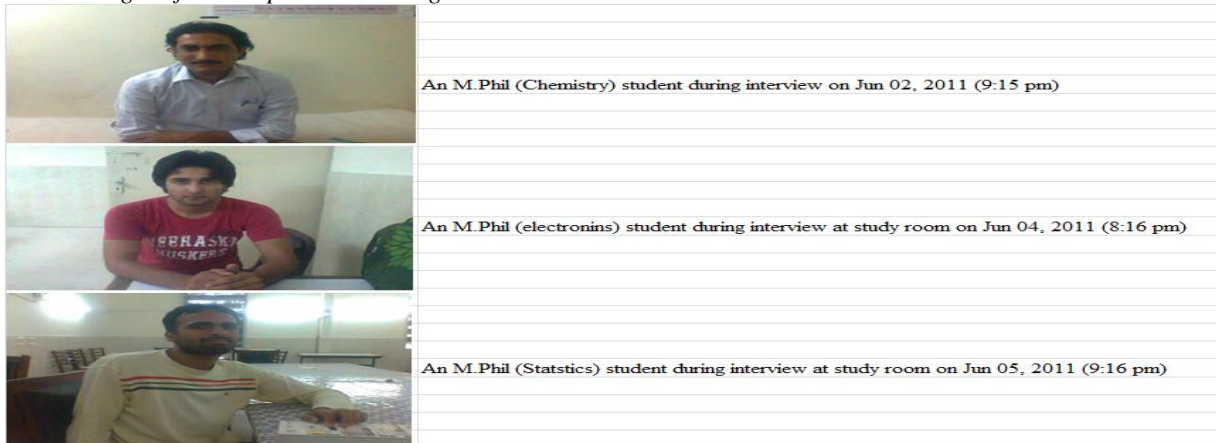 An M.Phil (Chemistry) student during interview on Jun 02, 2011 (9:15 pm)
NEBRASKA
HUSKERS
An M.Phil (electronins) student during interview at study room on Jun 04, 2011 (8:16 pm)
An M.Phil (Statstics) student during interview at study room on Jun 05, 2011 (9:16 pm)